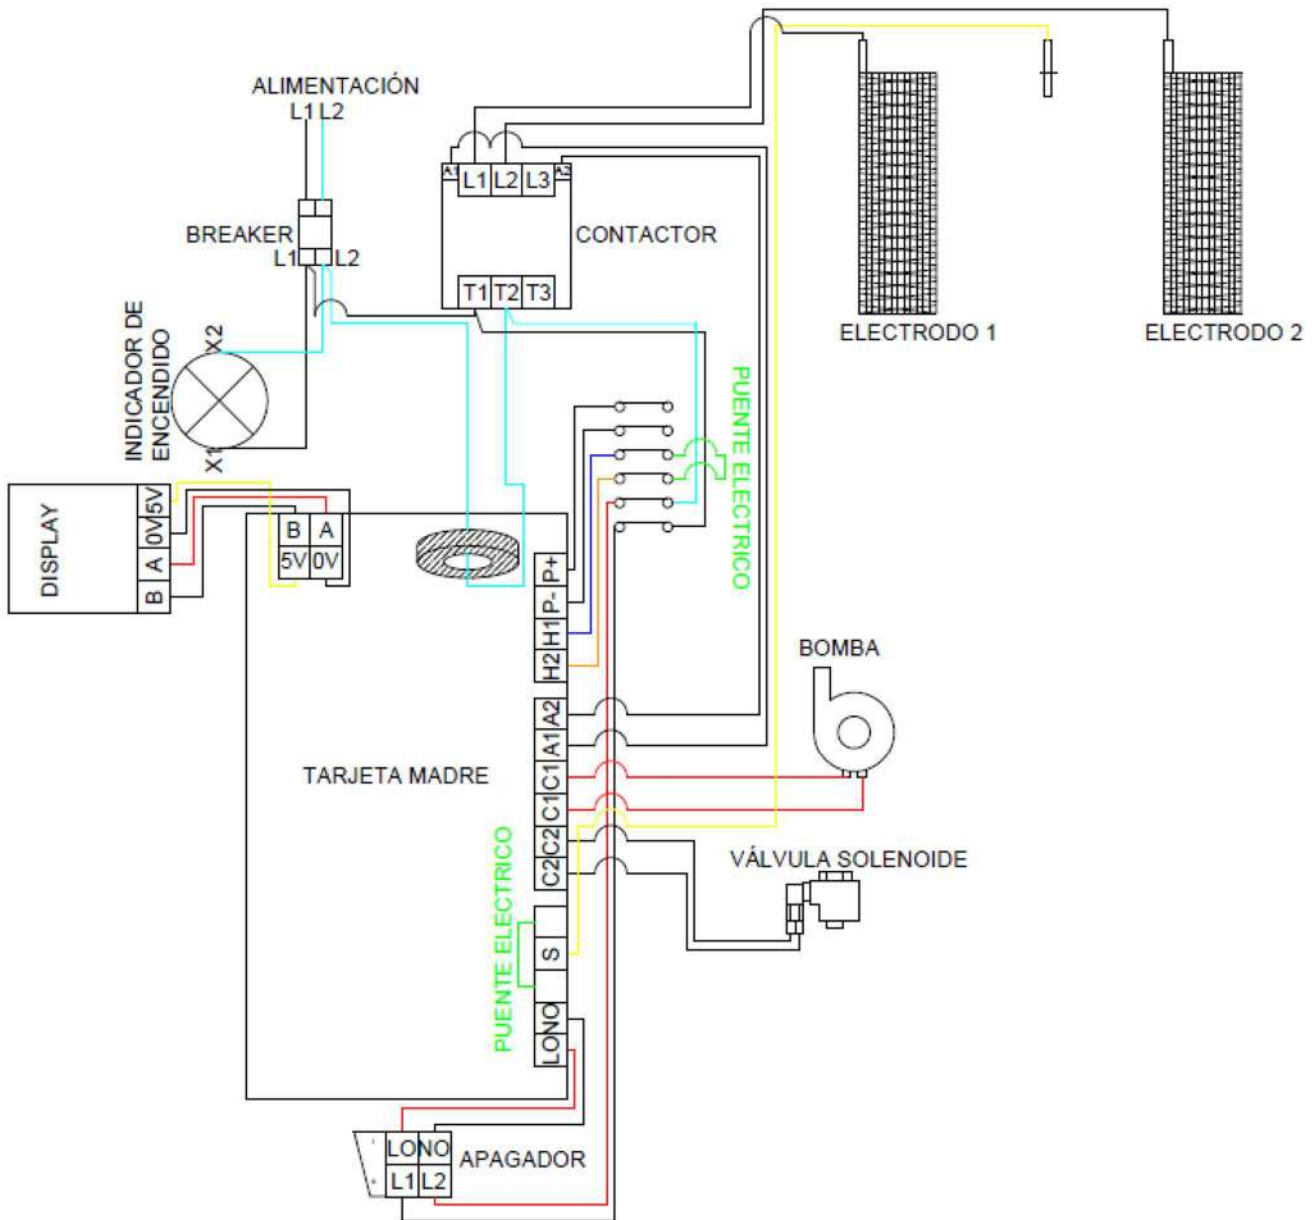 ALIMENTACIÓN
L1 L2
BREAKER
L1 L2
A1 L1 L2 L3 A2
CONTACTOR
T1 T2 T3
ELECTRODO 1
ELECTRODO 2
INDICADOR DE
ENCENDIDO
X2
X1
PUENTE ELECTRICO
DISPLAY
5V
0V
A
B
B A
5V 0V
TARJETA MADRE
P+
P-
H1
H2
A2
A1
C1
C1
C2
C2
S
NO
LO
PUENTE ELECTRICO
BOMBA
VÁLVULA SOLENOIDE
LO NO
L1 L2
APAGADOR